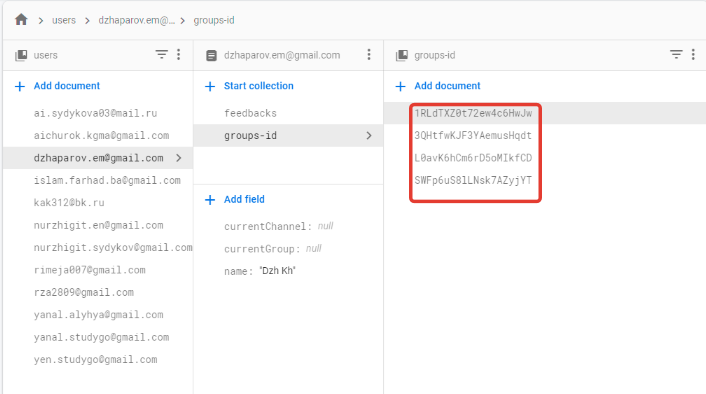 users
dzhaparov.em@...
groups-id
users
Add document
ai.sydykova03@mail.ru
aichurok.kgma@gmail.com
dzhaparov.em@gmail.com
islam.farhad.ba@gmail.com
kak312@bk.ru
nurzhigit.en@gmail.com
nurzhigit.sydykov@gmail.com
rimeja007@gmail.com
rza2809@gmail.com
yanal.alyhya@gmail.com
yanal.studygo@gmail.com
yen.studygo@gmail.com
dzhaparov.em@gmail.com
Start collection
feedbacks
groups-id
Add field
currentChannel: null
currentGroup: null
name: "Dzh Kh"
groups-id
Add document
1RLdTXZ0t72ew4c6HwJw
3QHtfwKJF3YAemusHqdt
L0avK6hCm6rD5oMIkfCD
SWFp6uS8lLNsk7AZyjYT